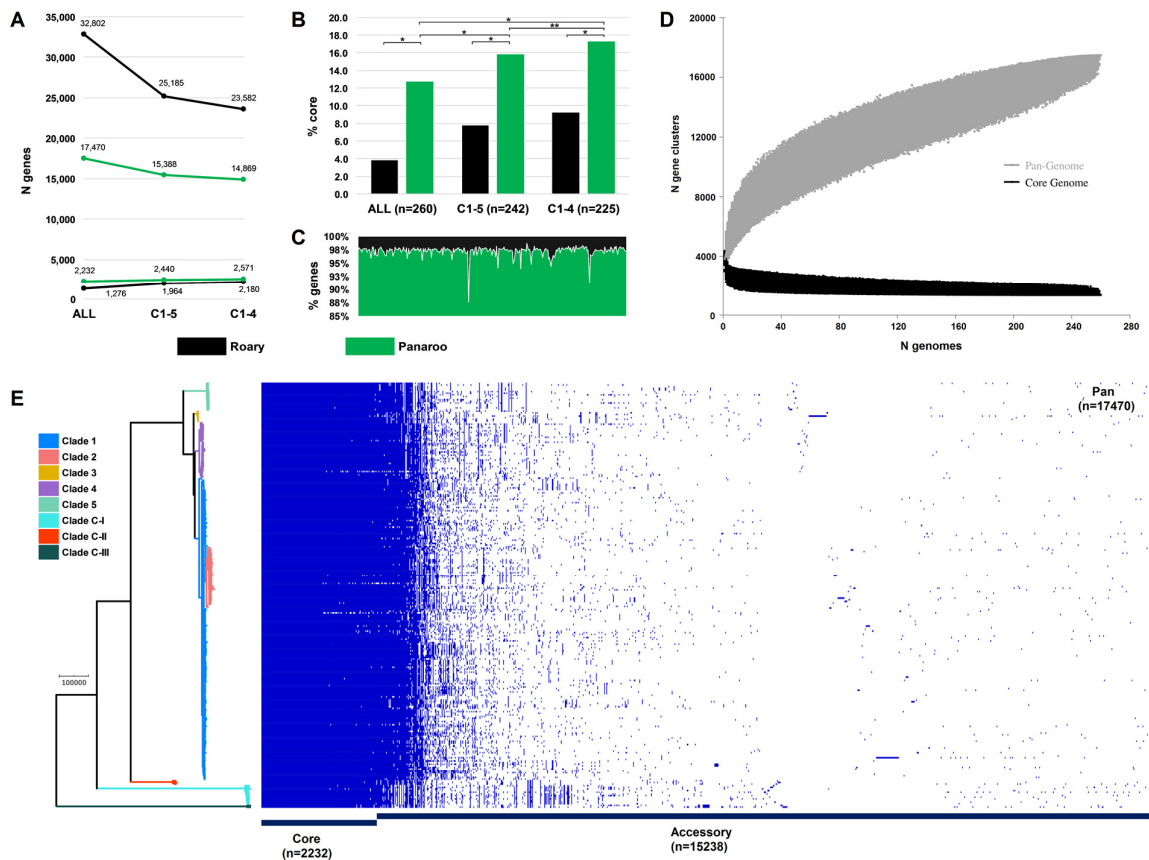 A
N genes
35,000
30,000
25,000
20,000
15,000
10,000
5,000
0
32,802
25,185
23,582
17,470
15,388
14,869
2,232
2,440
2,571
1,276
1,964
2,180
ALL
C1-5
C1-4
B
% core
20.0
18.0
16.0
14.0
12.0
10.0
8.0
6.0
4.0
2.0
0.0
*
*
**
*
*
*
ALL (n=260)
C1-5 (n=242)
C1-4 (n=225)
C
% genes
100%
98%
96%
95%
93%
91%
90%
88%
86%
85%
Roary
Panaroo
D
N gene clusters
20000
16000
12000
8000
4000
0
Pan-Genome
Core Genome
0
40
80
120
160
200
240
280
N genomes
E
Clade 1
Clade 2
Clade 3
Clade 4
Clade 5
Clade C-I
Clade C-II
Clade C-III
100000
Pan
(n=17470)
Core
(n=2232)
Accessory
(n=15238)